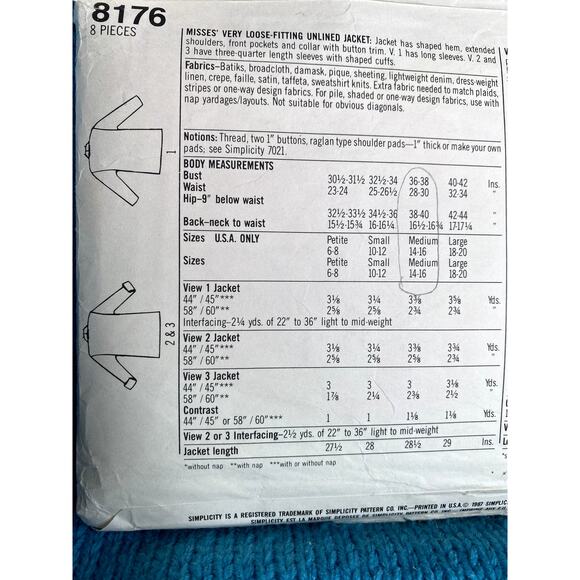 8176
8 PIECES
MISSES' VERY LOOSE-FITTING UNLINED JACKET: Jacket has shaped hem, extended
shoulders, front pockets and collar with button trim. V. 1 has long sleeves. V. 2 and
3 have three-quarter length sleeves with shaped cuffs.
Fabrics–Batiks, broadcloth, damask, pique, sheeting, lightweight denim, dress-weight
linen, crepe, faille, satin, taffeta, sweatshirt knits. Extra fabric needed to match plaids,
stripes or one-way design fabrics. For pile, shaded or one-way design fabrics, use with
nap yardages/layouts. Not suitable for obvious diagonals.
Notions: Thread, two 1" buttons, raglan type shoulder pads—1" thick or make your own
pads; see Simplicity 7021.
BODY MEASUREMENTS
Bust 30½-31½ 32½-34 36-38 40-42 Ins.
Waist 23-24 25-26½ 28-30 32-34 "
Hip–9" below waist
32½-33½ 34½-36 38-40 42-44 "
Back–neck to waist 15½-15¾ 16-16¼ 16½-16¾ 17-17¼ "
Sizes U.S.A. ONLY Petite Small Medium Large
6-8 10-12 14-16 18-20
Sizes Petite Small Medium Large
6-8 10-12 14-16 18-20
View 1 Jacket
44"/45"*** 3⅛ 3¼ 3⅜ 3⅝ Yds.
58"/60"** 2⅝ 2⅝ 2¾ 2¾ "
Interfacing–2¼ yds. of 22" to 36" light to mid-weight
View 2 Jacket
44"/45"*** 3⅛ 3¼ 3⅜ 3¾ Yds.
58"/60"** 2⅝ 2⅝ 2¾ 2¾ "
View 3 Jacket
44"/45"*** 3 3 3 3⅛ Yds.
58"/60"** 1⅞ 2¼ 2⅜ 2½ "
Contrast
44"/45" or 58"/60"*** 1 1 1⅛ 1⅛ Yds.
View 2 or 3 Interfacing–2½ yds. of 22" to 36" light to mid-weight
Jacket length 27½ 28 28½ 29 Ins.
*without nap **with nap ***with or without nap
1
2 & 3
SIMPLICITY IS A REGISTERED TRADEMARK OF SIMPLICITY PATTERN CO. INC.—PRINTED IN U.S.A.© 1987 SIMPLIC
SIMPLICITY EST LA MARQUE DEPOSEE DE SIMPLICITY PATTERN CO. INC.